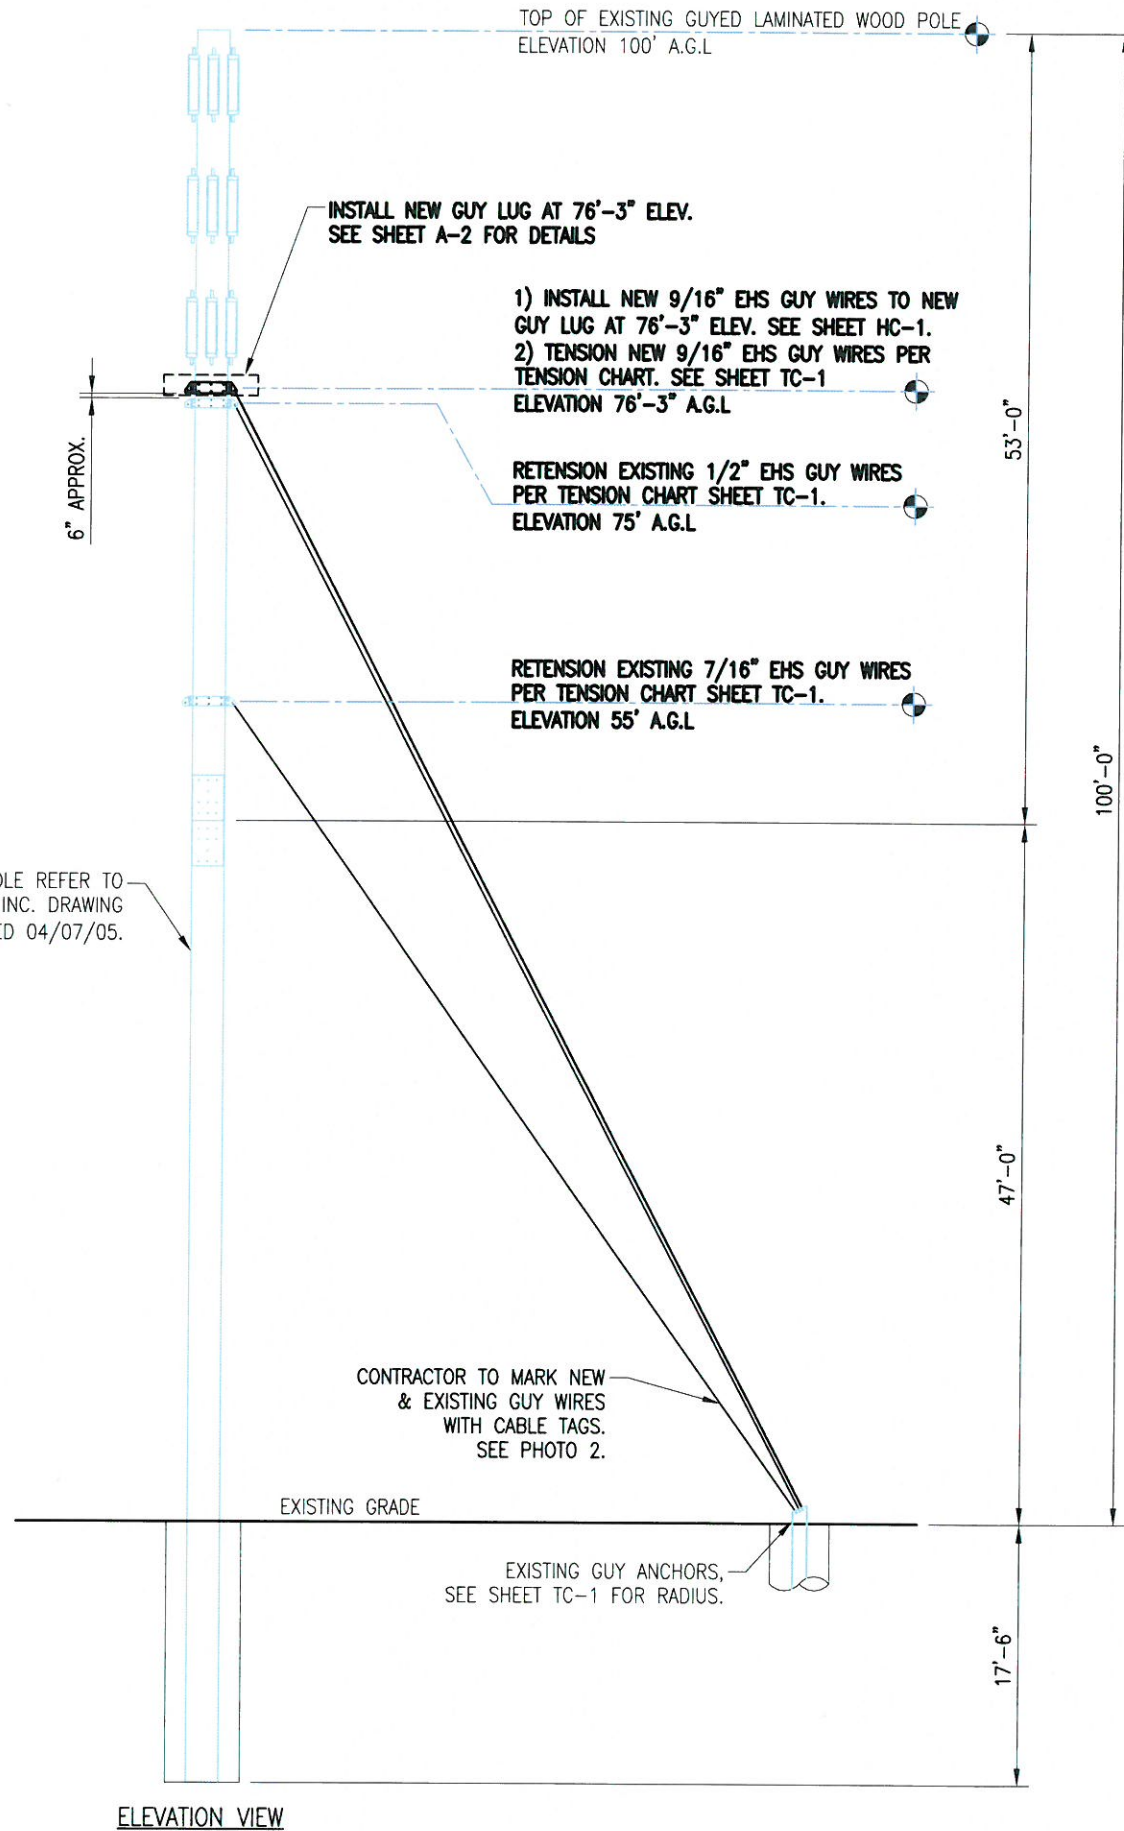 TOP OF EXISTING GUYED LAMINATED WOOD POLE
ELEVATION 100' A.G.L
INSTALL NEW GUY LUG AT 76'-3" ELEV.
SEE SHEET A-2 FOR DETAILS
1) INSTALL NEW 9/16" EHS GUY WIRES TO NEW
GUY LUG AT 76'-3" ELEV. SEE SHEET HC-1.
2) TENSION NEW 9/16" EHS GUY WIRES PER
TENSION CHART. SEE SHEET TC-1
ELEVATION 76'-3" A.G.L
6" APPROX.
53'-0"
RETENSION EXISTING 1/2" EHS GUY WIRES
PER TENSION CHART SHEET TC-1.
ELEVATION 75' A.G.L
RETENSION EXISTING 7/16" EHS GUY WIRES
PER TENSION CHART SHEET TC-1.
ELEVATION 55' A.G.L
100'-0"
REFER TO
INC. DRAWING
04/07/05.
47'-0"
CONTRACTOR TO MARK NEW
& EXISTING GUY WIRES
WITH CABLE TAGS.
SEE PHOTO 2.
EXISTING GRADE
EXISTING GUY ANCHORS,
SEE SHEET TC-1 FOR RADIUS.
17'-6"
ELEVATION VIEW